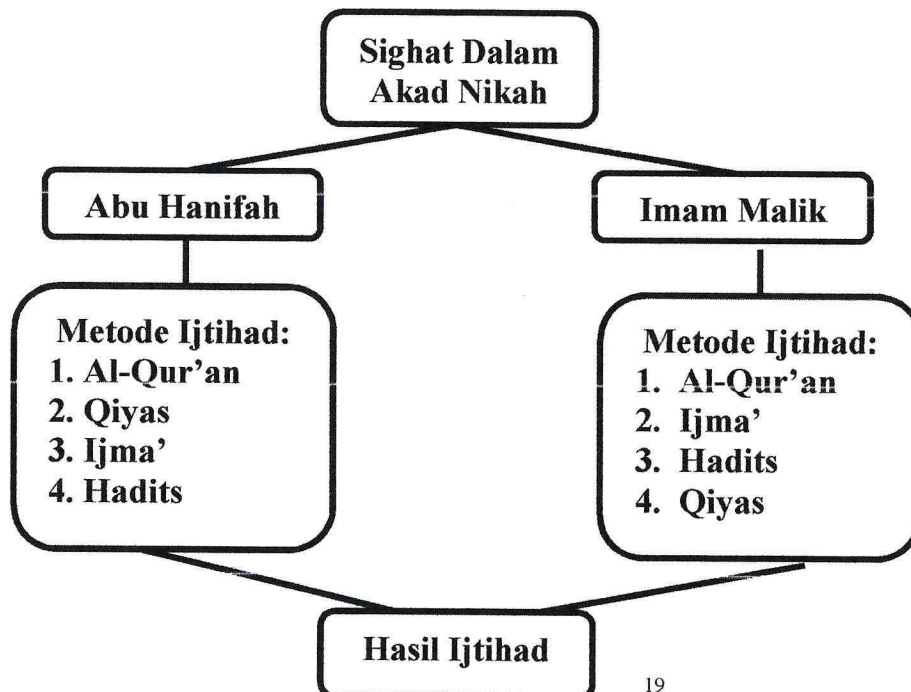 Sighat Dalam
Akad Nikah
Abu Hanifah
Imam Malik
Metode Ijtihad:
1. Al-Qur'an
2. Qiyas
3. Ijma'
4. Hadits
Metode Ijtihad:
1. Al-Qur'an
2. Ijma'
3. Hadits
4. Qiyas
Hasil Ijtihad
19